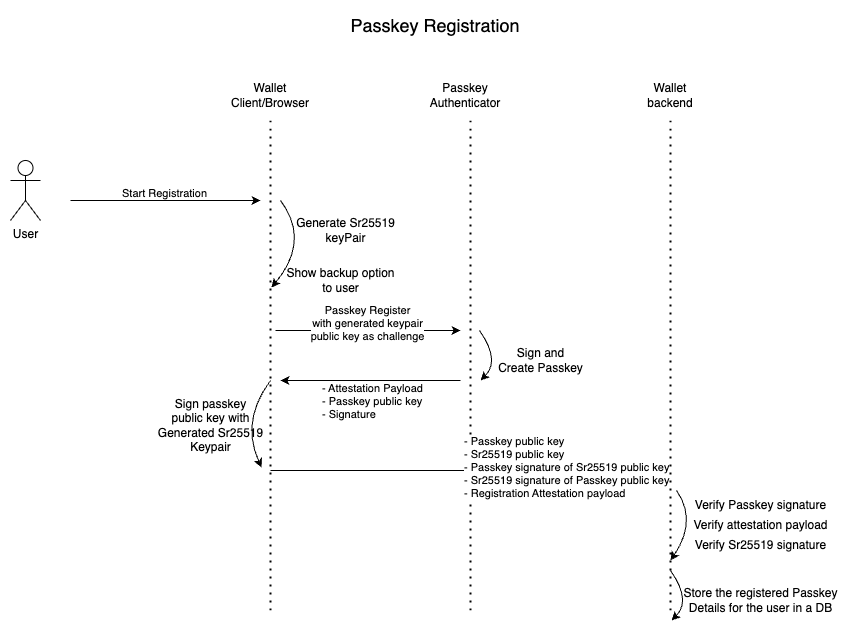 Passkey Registration
Wallet
Client/Browser
Passkey
Authenticator
Wallet
backend
Start Registration
User
Generate Sr25519
keyPair
Show backup option
to user
Passkey Register
with generated keypair
public key as challenge
Sign and
Create Passkey
- Attestation Payload
- Passkey public key
- Signature
Sign passkey
public key with
Generated Sr25519
Keypair
- Passkey public key
- Sr25519 public key
- Passkey signature of Sr25519 public key
- Sr25519 signature of Passkey public key
- Registration Attestation payload
Verify Passkey signature
Verify attestation payload
Verify Sr25519 signature
Store the registered Passkey
Details for the user in a DB